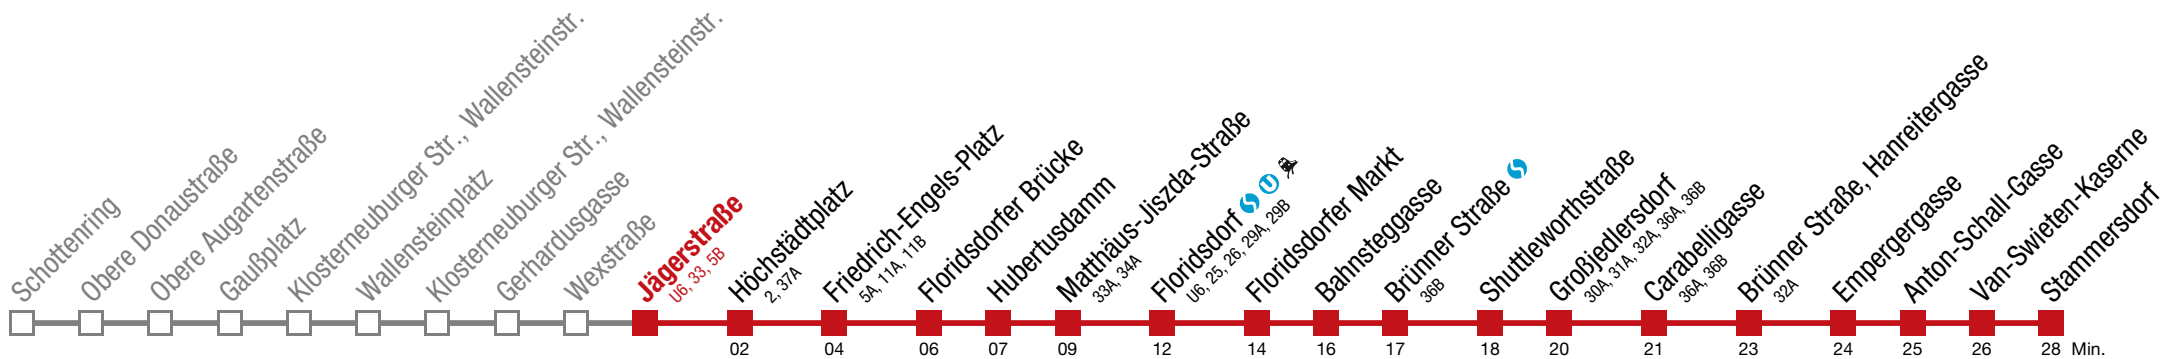 Schottenring
Obere Donaustraße
Obere Augartenstraße
Gaußplatz
Klosterneuburger Str., Wallensteinstr.
Wallensteinplatz
Klosterneuburger Str., Wallensteinstr.
Gerhardusgasse
Wexstraße
Jägerstraße
U6, 33, 5B
Höchstädtplatz
2, 37A
Friedrich-Engels-Platz
5A, 11A, 11B
Floridsdorfer Brücke
Hubertusdamm
Matthäus-Jiszda-Straße
33A, 34A
Floridsdorf S U
U6, 25, 26, 29A, 29B
Floridsdorfer Markt
Bahnsteggasse
Brünner Straße S
36B
Shuttleworthstraße
Großjedlersdorf
30A, 31A, 32A, 36A, 36B
Carabelligasse
36A, 36B
Brünner Straße, Hanreitergasse
32A
Empergergasse
Anton-Schall-Gasse
Van-Swieten-Kaserne
Stammersdorf
02 04 06 07 09 12 14 16 17 18 20 21 23 24 25 26 28 Min.